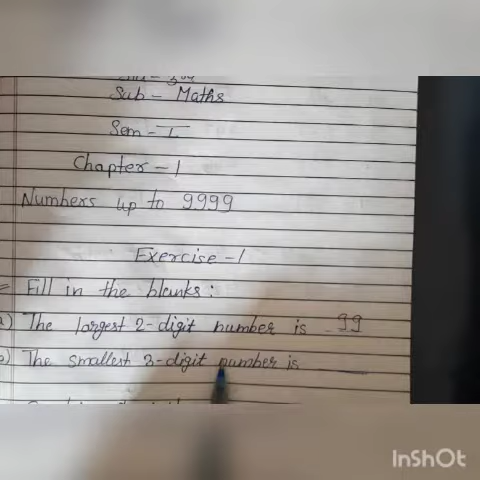 Sub - Maths
Sem - I
Chapter - 1
Numbers up to 9999
Exercise - 1
Fill in the blanks:
a) The largest 2-digit number is 99
b) The smallest 3-digit number is ____
InShOt